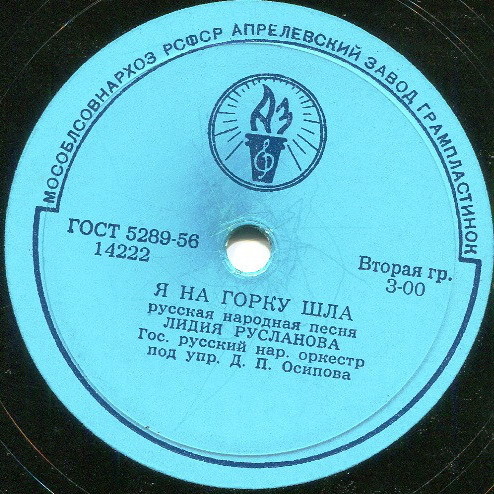 МОСОБЛСОВНАРХОЗ РСФСР АПРЕЛЕВСКИЙ ЗАВОД ГРАМПЛАСТИНОК
АЗ
ГОСТ 5289-56
14222
Вторая гр.
3-00
Я НА ГОРКУ ШЛА
русская народная песня
ЛИДИЯ РУСЛАНОВА
Гос. русский нар. оркестр
под упр. Д. П. Осипова